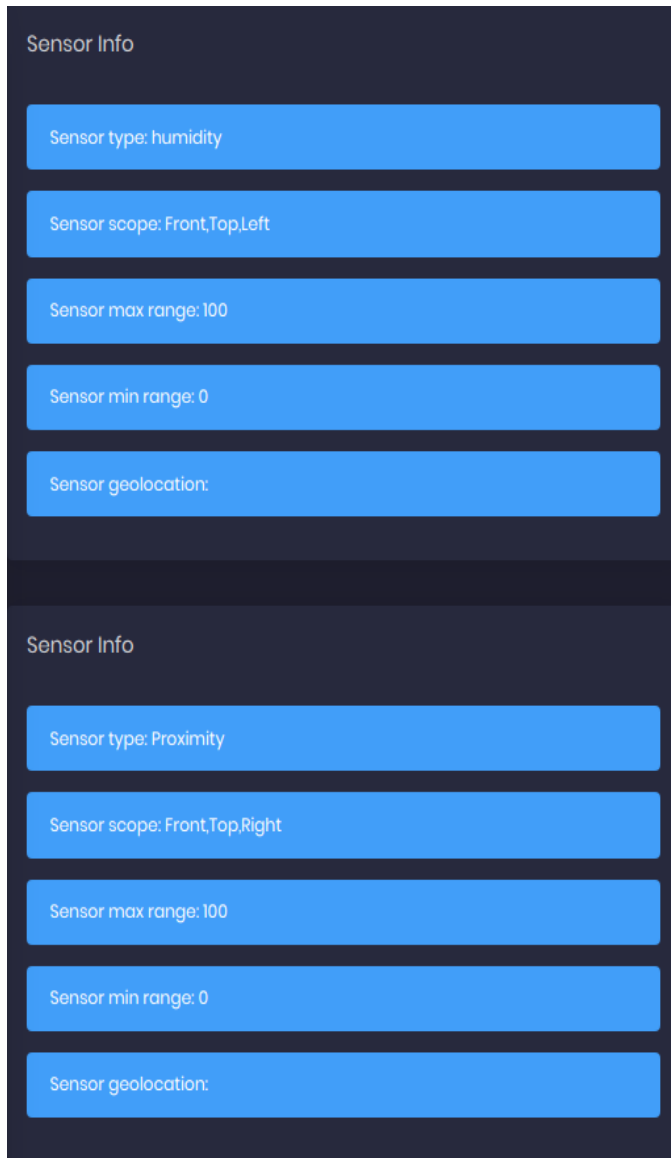 Sensor Info
Sensor type: humidity
Sensor scope: Front,Top,Left
Sensor max range: 100
Sensor min range: 0
Sensor geolocation:
Sensor Info
Sensor type: Proximity
Sensor scope: Front,Top,Right
Sensor max range: 100
Sensor min range: 0
Sensor geolocation: